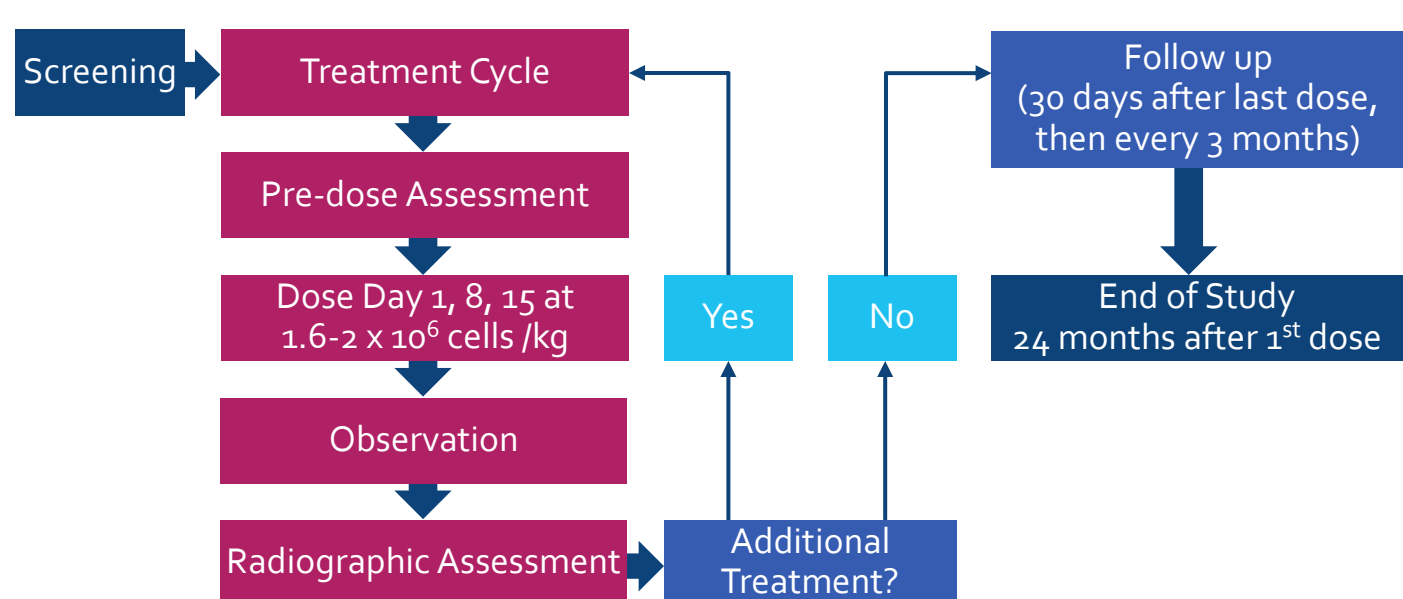 Screening
Treatment Cycle
Pre-dose Assessment
Dose Day 1, 8, 15 at
1.6-2 x 10⁶ cells /kg
Observation
Radiographic Assessment
Additional
Treatment?
Yes
No
Follow up
(30 days after last dose,
then every 3 months)
End of Study
24 months after 1ˢᵗ dose